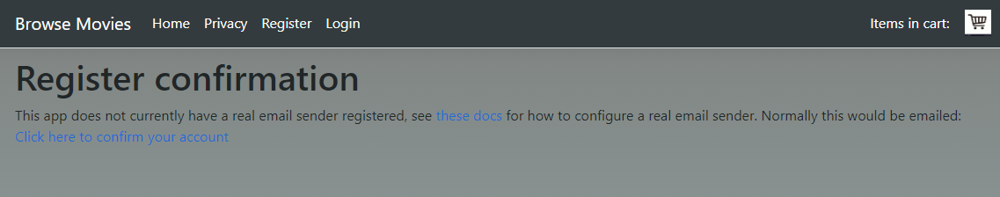 Browse Movies Home Privacy Register Login Items in cart:
Register confirmation
This app does not currently have a real email sender registered, see these docs for how to configure a real email sender. Normally this would be emailed:
Click here to confirm your account